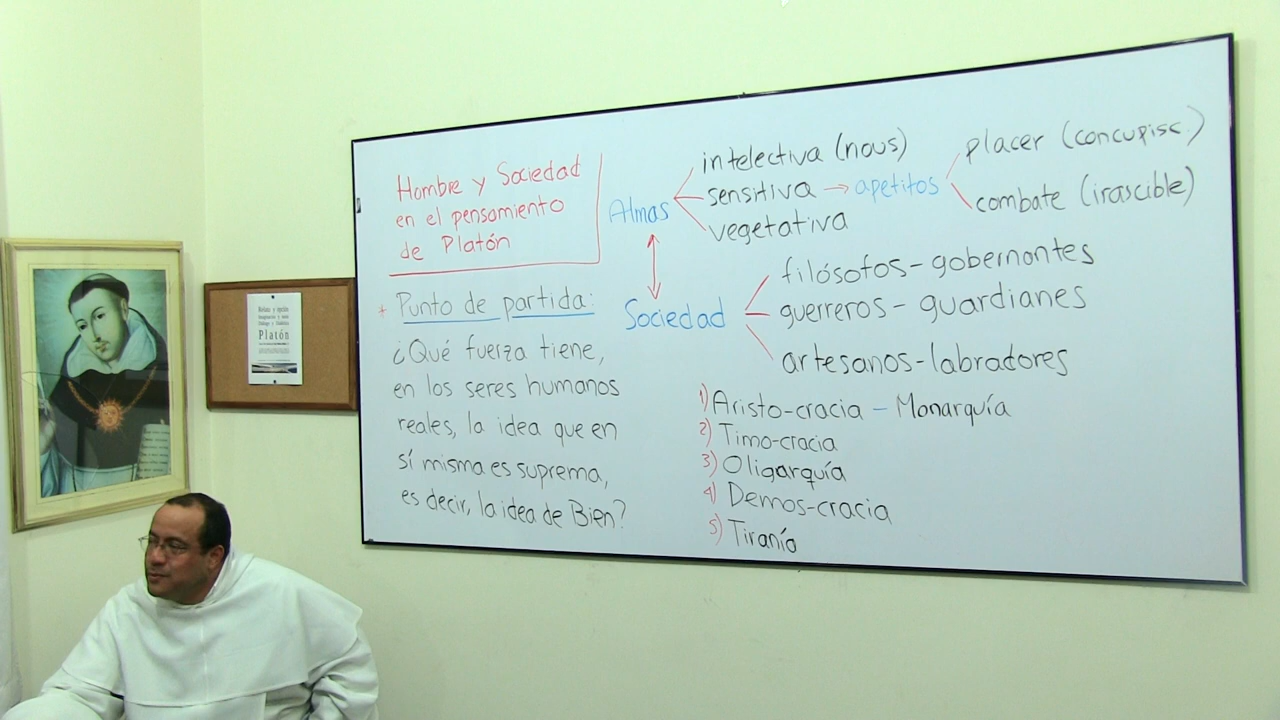 Hombre y Sociedad
en el pensamiento
de Platón
* Punto de partida:
¿Qué fuerza tiene,
en los seres humanos
reales, la idea que en
sí misma es suprema,
es decir, la idea de Bien?
Almas
intelectiva (nous)
sensitiva → apetitos
vegetativa
placer (concupisc.)
combate (irascible)
Sociedad
filósofos - gobernantes
guerreros - guardianes
artesanos - labradores
1) Aristo-cracia - Monarquía
2) Timo-cracia
3) Oligarquía
4) Demos-cracia
5) Tiranía
Platón